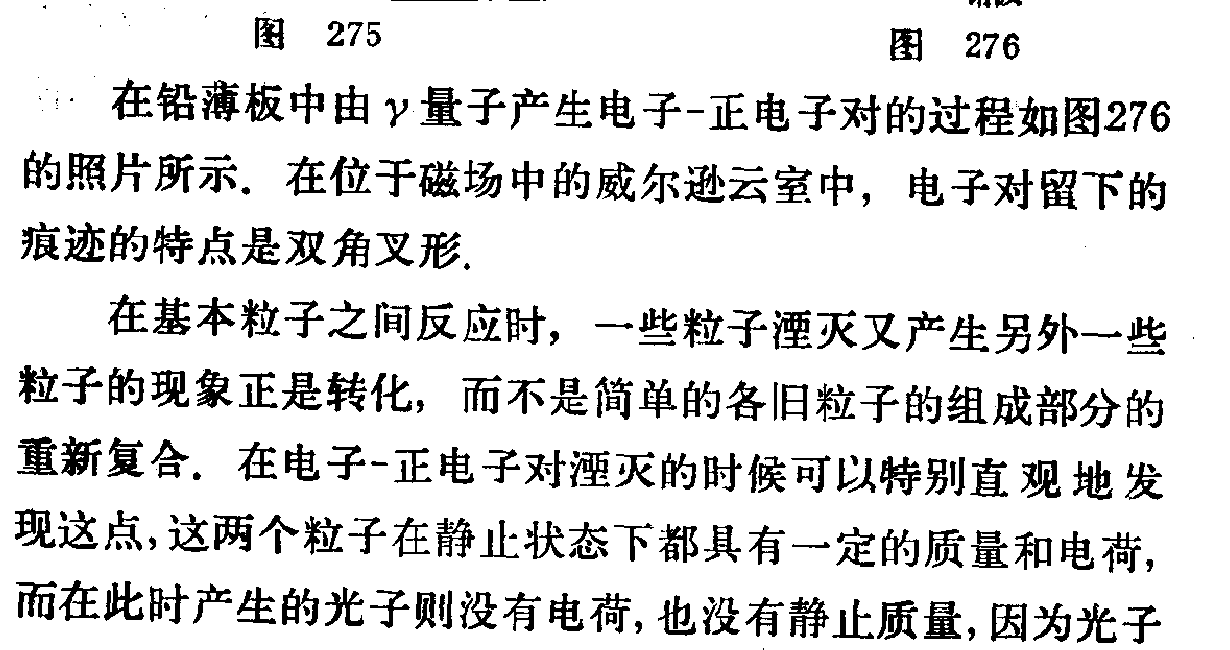 图 275
图 276
在铅薄板中由γ量子产生电子-正电子对的过程如图276
的照片所示. 在位于磁场中的威尔逊云室中, 电子对留下的
痕迹的特点是双角叉形.
在基本粒子之间反应时, 一些粒子湮灭又产生另外一些
粒子的现象正是转化, 而不是简单的各旧粒子的组成部分的
重新复合. 在电子-正电子对湮灭的时候可以特别直观地发
现这点, 这两个粒子在静止状态下都具有一定的质量和电荷,
而在此时产生的光子则没有电荷, 也没有静止质量, 因为光子